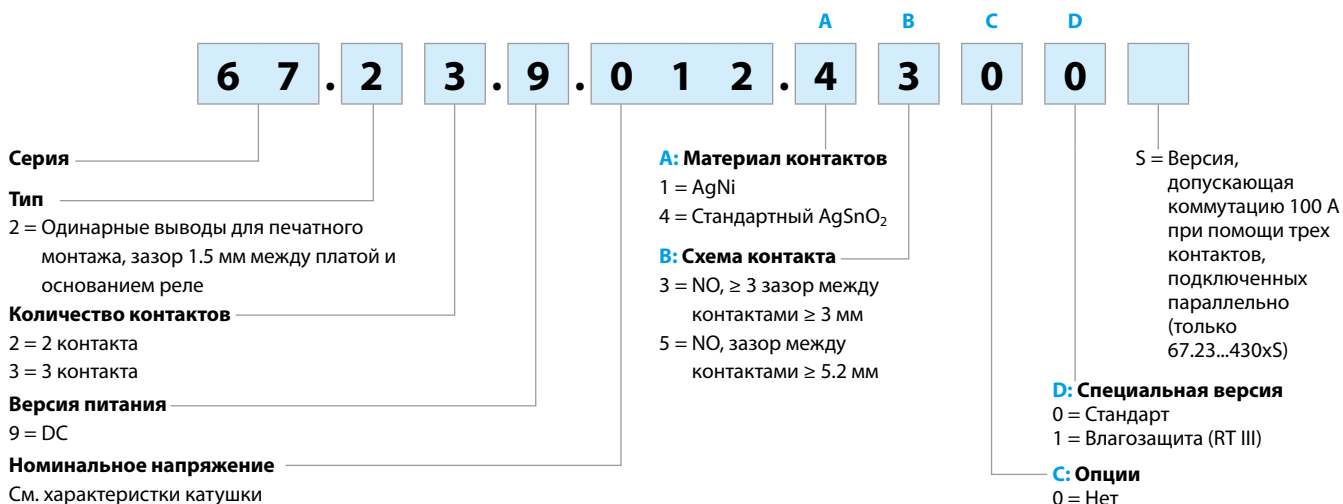 A B C D
6 7 . 2 3 . 9 . 0 1 2 . 4 3 0 0
Серия
Тип
2 = Одинарные выводы для печатного
монтажа, зазор 1.5 мм между платой и
основанием реле
Количество контактов
2 = 2 контакта
3 = 3 контакта
Версия питания
9 = DC
Номинальное напряжение
См. характеристики катушки
A: Материал контактов
1 = AgNi
4 = Стандартный AgSnO₂
B: Схема контакта
3 = NO, ≥ 3 зазор между
контактами ≥ 3 мм
5 = NO, зазор между
контактами ≥ 5.2 мм
S = Версия,
допускающая
коммутацию 100 А
при помощи трех
контактов,
подключенных
параллельно
(только
67.23...430xS)
D: Специальная версия
0 = Стандарт
1 = Влагозащита (RT III)
C: Опции
0 = Нет